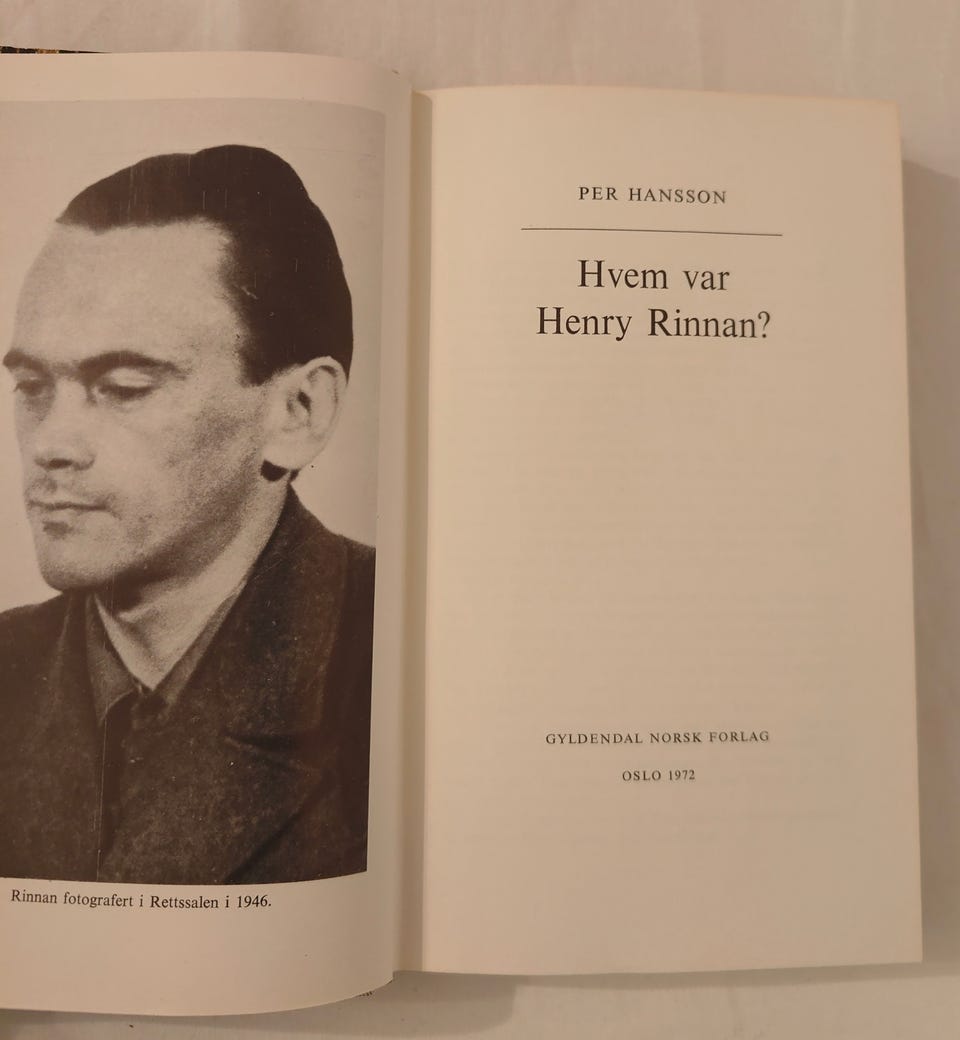 Rinnan fotografert i Rettssalen i 1946.
PER HANSSON
Hvem var
Henry Rinnan?
GYLDENDAL NORSK FORLAG
OSLO 1972